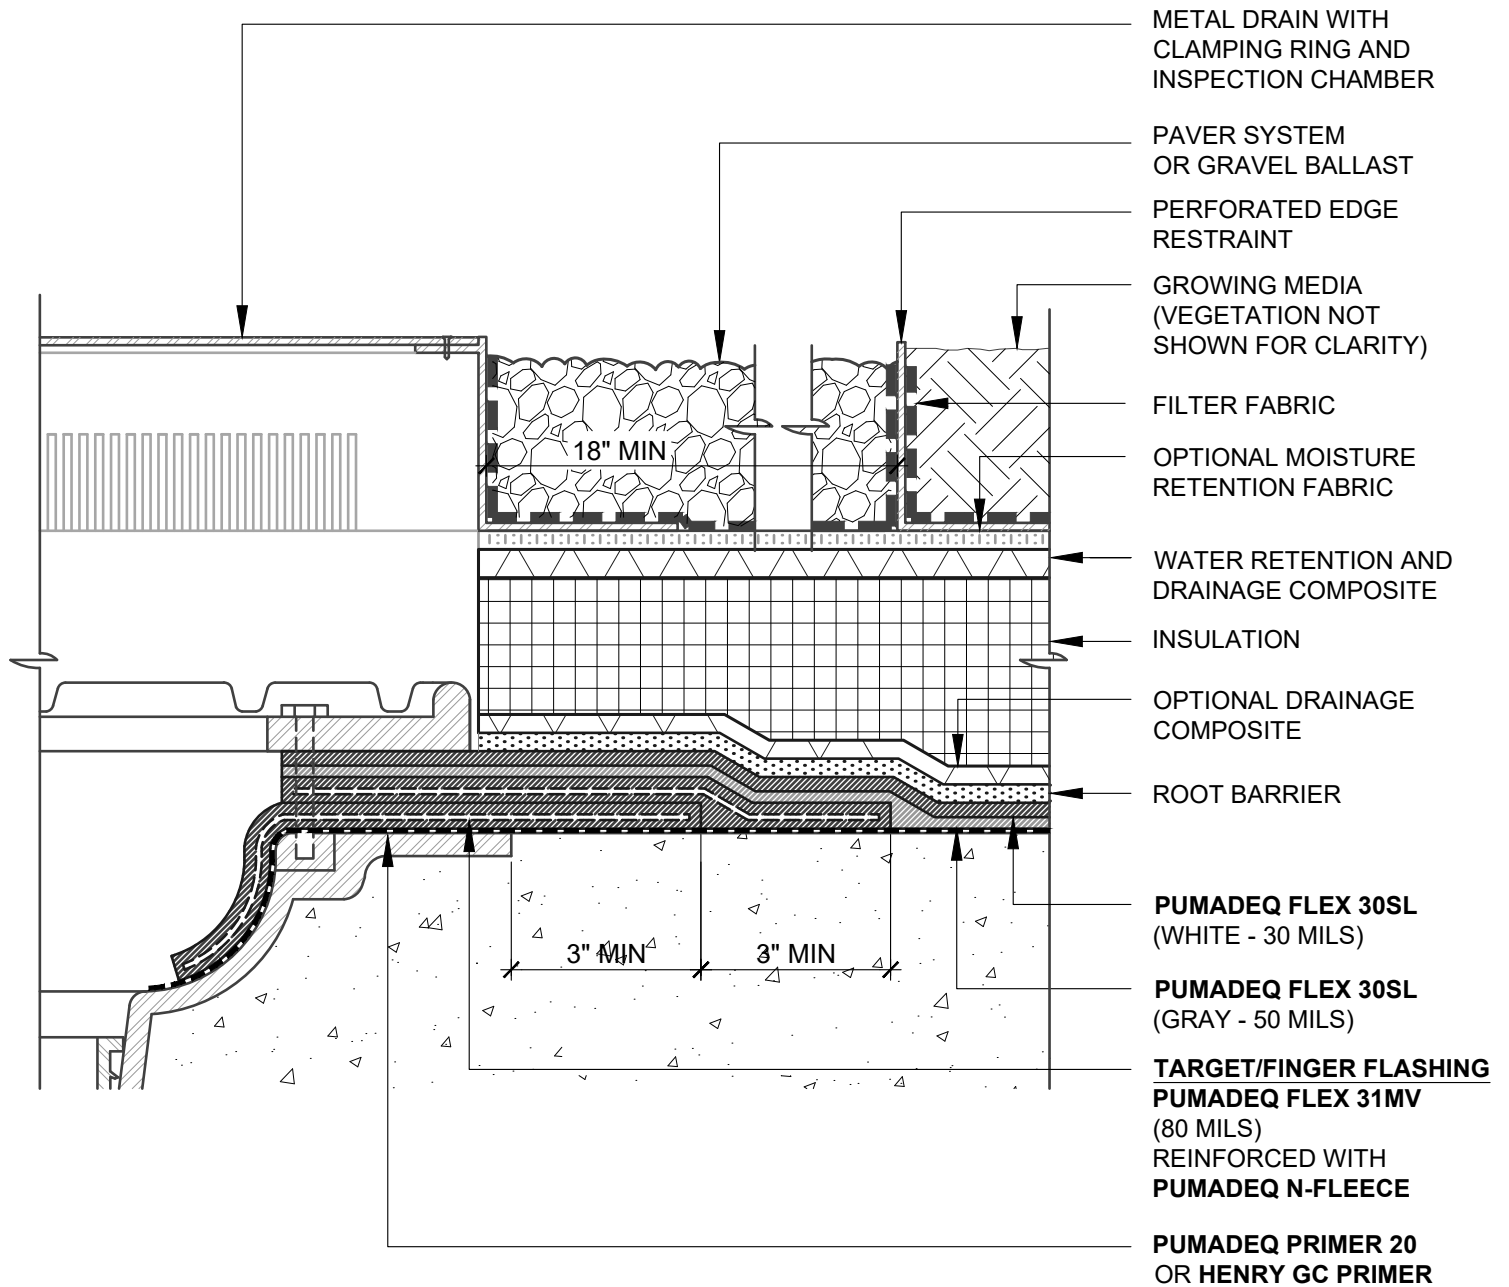 METAL DRAIN WITH
CLAMPING RING AND
INSPECTION CHAMBER
PAVER SYSTEM
OR GRAVEL BALLAST
PERFORATED EDGE
RESTRAINT
GROWING MEDIA
(VEGETATION NOT
SHOWN FOR CLARITY)
FILTER FABRIC
18" MIN
OPTIONAL MOISTURE
RETENTION FABRIC
WATER RETENTION AND
DRAINAGE COMPOSITE
INSULATION
OPTIONAL DRAINAGE
COMPOSITE
ROOT BARRIER
PUMADEQ FLEX 30SL
(WHITE - 30 MILS)
3" MIN
3" MIN
PUMADEQ FLEX 30SL
(GRAY - 50 MILS)
TARGET/FINGER FLASHING
PUMADEQ FLEX 31MV
(80 MILS)
REINFORCED WITH
PUMADEQ N-FLEECE
PUMADEQ PRIMER 20
OR HENRY GC PRIMER